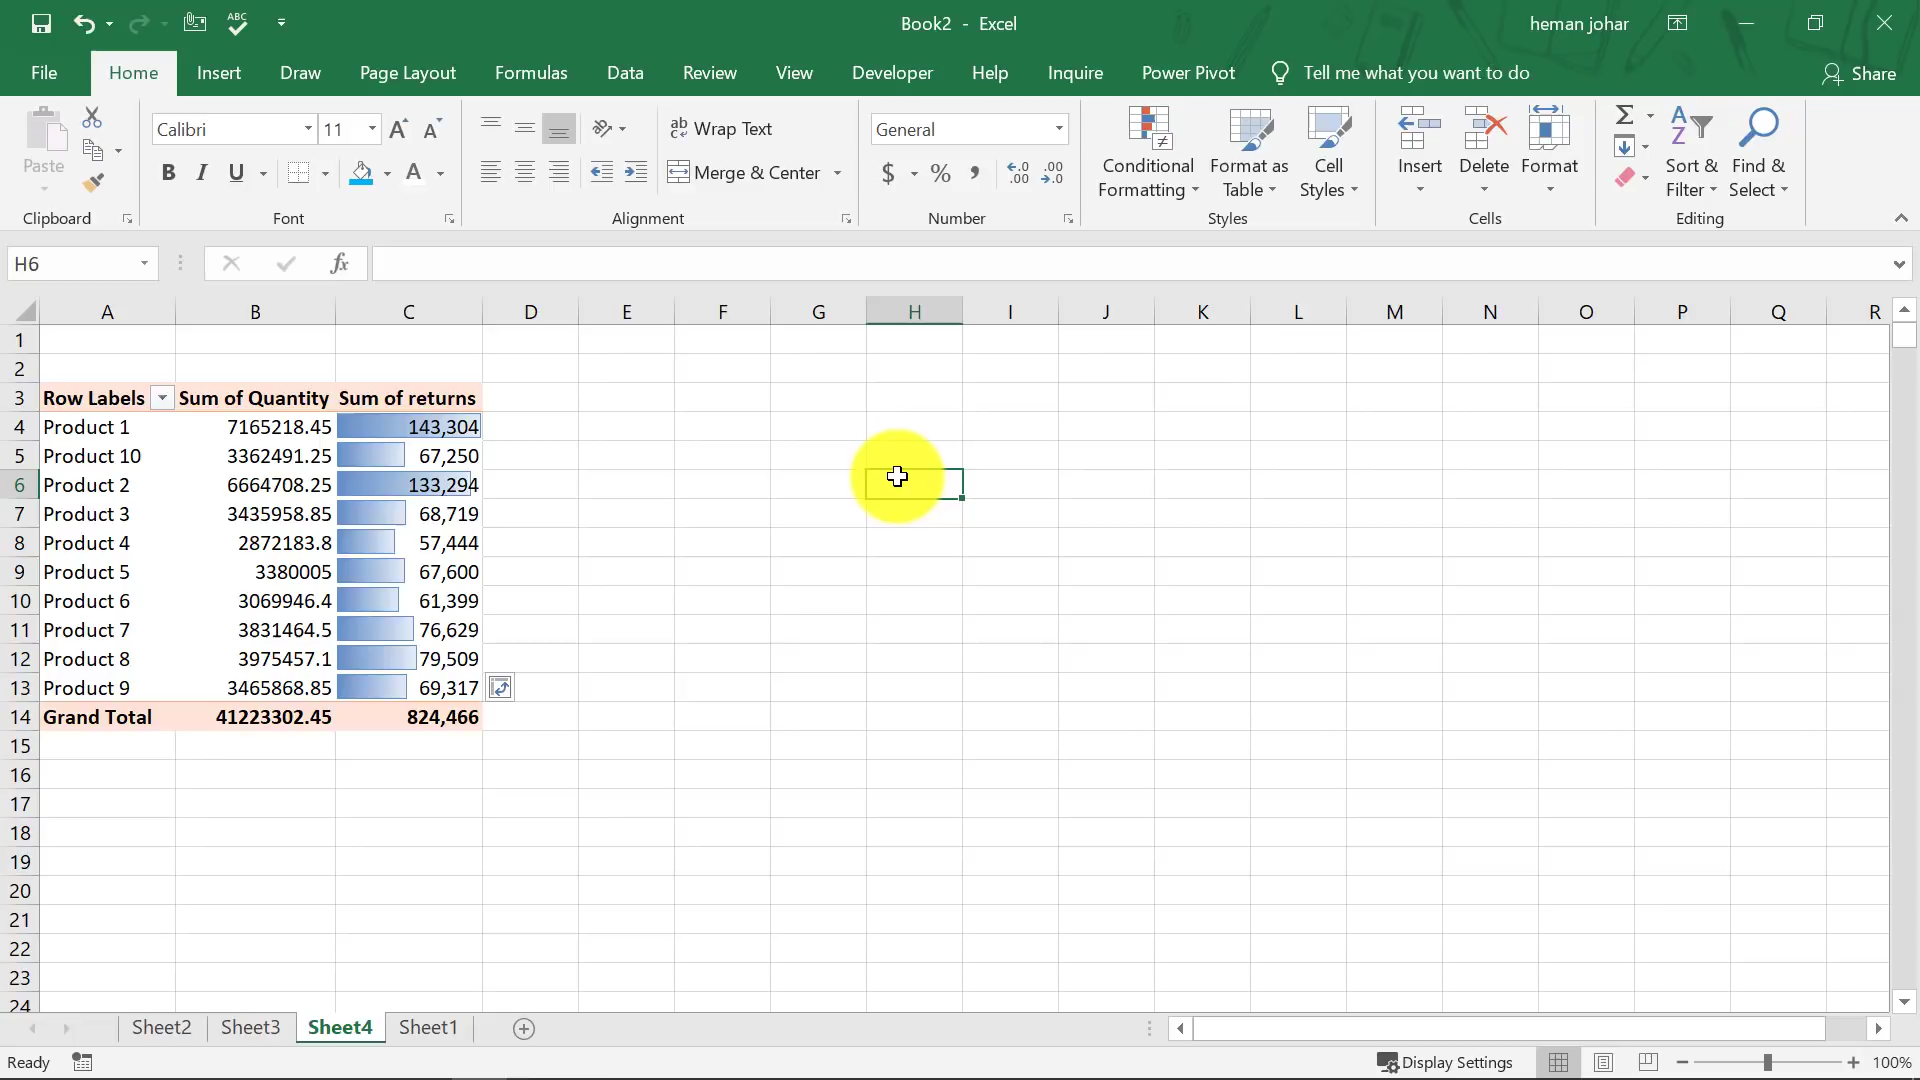 ABC
Book2 - Excel
heman johar
File Home Insert Draw Page Layout Formulas Data Review View Developer Help Inquire Power Pivot Tell me what you want to do Share
Paste
Clipboard
Calibri 11 A A
B I U A
Font
ab Wrap Text
Merge & Center
Alignment
General
$ % ,
Number
Conditional Formatting
Format as Table
Cell Styles
Styles
Insert Delete Format
Cells
Sort & Filter
Find & Select
Editing
H6 fx
A B C D E F G H I J K L M N O P Q R
1
2
3 Row Labels Sum of Quantity Sum of returns
4 Product 1 7165218.45 143,304
5 Product 10 3362491.25 67,250
6 Product 2 6664708.25 133,294
7 Product 3 3435958.85 68,719
8 Product 4 2872183.8 57,444
9 Product 5 3380005 67,600
10 Product 6 3069946.4 61,399
11 Product 7 3831464.5 76,629
12 Product 8 3975457.1 79,509
13 Product 9 3465868.85 69,317
14 Grand Total 41223302.45 824,466
15
16
17
18
19
20
21
22
23
24
Sheet2 Sheet3 Sheet4 Sheet1
Ready Display Settings 100%